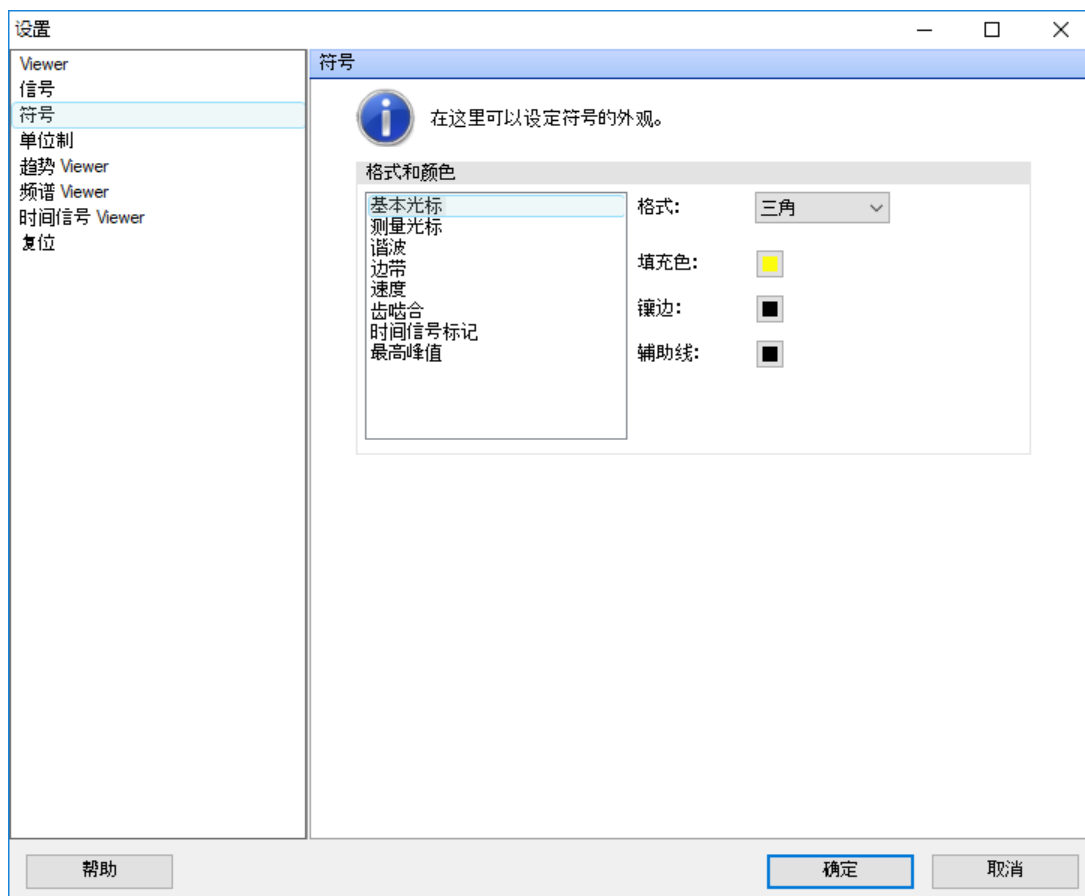 设置
Viewer
信号
符号
单位制
趋势 Viewer
频谱 Viewer
时间信号 Viewer
复位
符号
在这里可以设定符号的外观。
格式和颜色
基本光标
测量光标
谐波
边带
速度
齿啮合
时间信号标记
最高峰值
格式:
三角
填充色:
镶边:
辅助线:
帮助
确定
取消